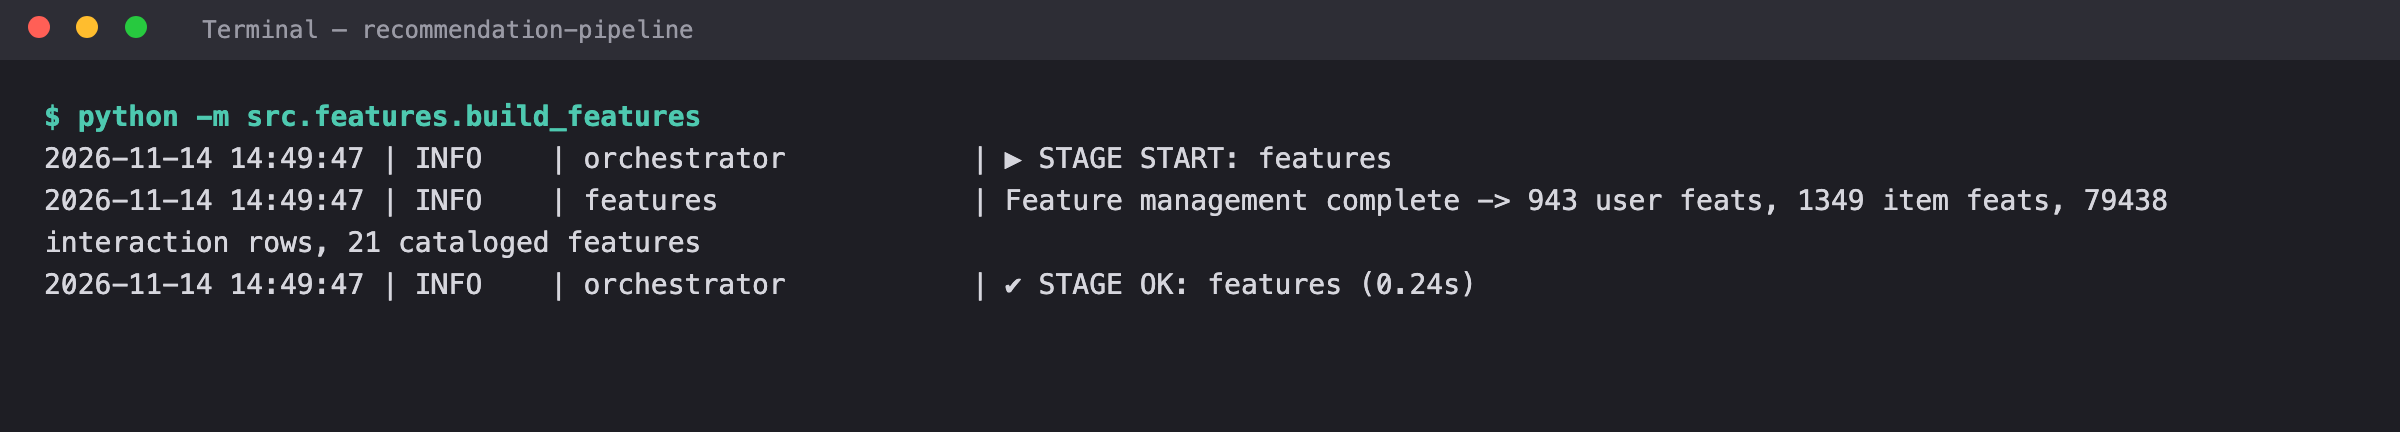 Terminal — recommendation-pipeline
$ python -m src.features.build_features
2026-11-14 14:49:47 | INFO    | orchestrator           | ▶ STAGE START: features
2026-11-14 14:49:47 | INFO    | features               | Feature management complete -> 943 user feats, 1349 item feats, 79438
interaction rows, 21 cataloged features
2026-11-14 14:49:47 | INFO    | orchestrator           | ✔ STAGE OK: features (0.24s)